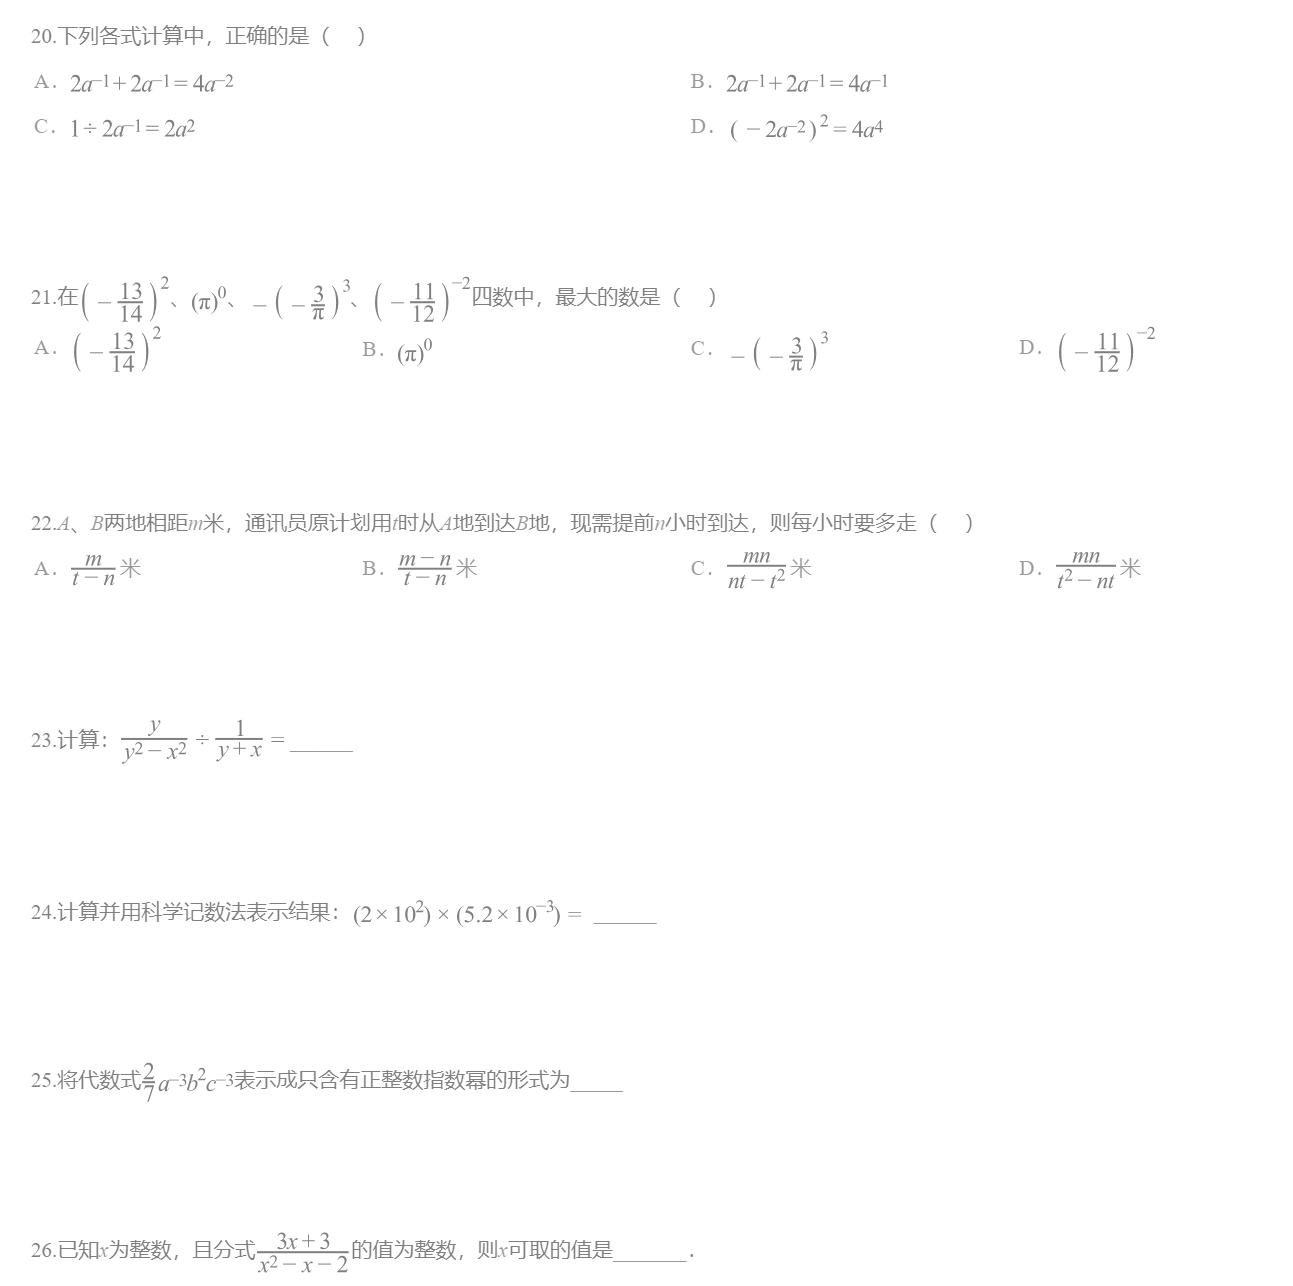 20.下列各式计算中，正确的是（ ）
A. 2a⁻¹+2a⁻¹=4a⁻² B. 2a⁻¹+2a⁻¹=4a⁻¹
C. 1÷2a⁻¹=2a² D. (－2a⁻²)²=4a⁴
21.在(－13/14)²、(π)⁰、－(－3/π)³、(－11/12)⁻²四数中，最大的数是（ ）
A. (－13/14)² B. (π)⁰ C. －(－3/π)³ D. (－11/12)⁻²
22.A、B两地相距m米，通讯员原计划用t时从A地到达B地，现需提前n小时到达，则每小时要多走（ ）
A. m/(t－n)米 B. (m－n)/(t－n)米 C. mn/(nt－t²)米 D. mn/(t²－nt)米
23.计算：y/(y²－x²)÷1/(y+x)=______
24.计算并用科学记数法表示结果：(2×10²)×(5.2×10⁻³)= ______
25.将代数式2/7a⁻³b²c⁻³表示成只含有正整数指数幂的形式为_____
26.已知x为整数，且分式(3x+3)/(x²－x－2)的值为整数，则x可取的值是_______.